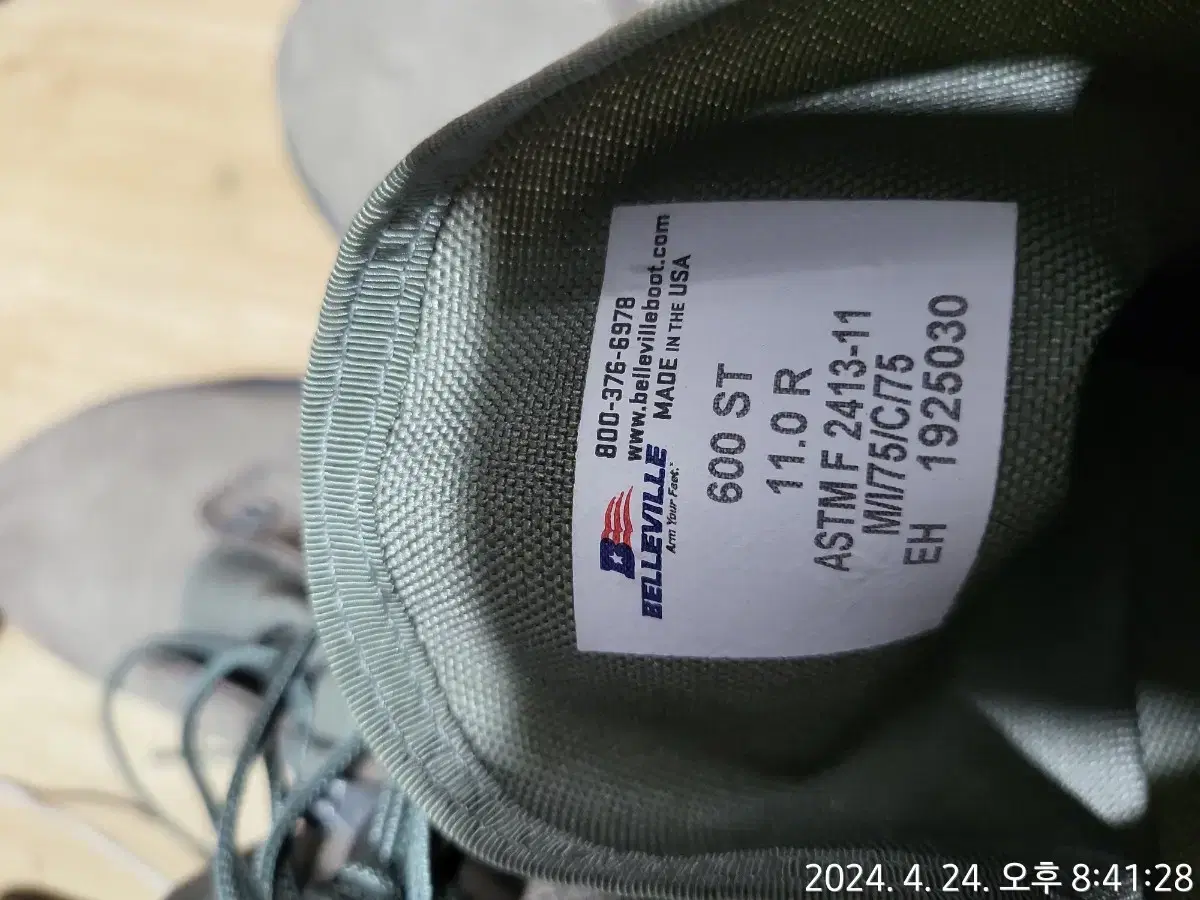 800-376-6978
www.bellevilleboot.com
BELLEVILLE MADE IN THE USA
Arm Your Feet.
600 ST
11.0 R
ASTM F 2413-11
M/I/75/C/75
EH 1925030
2024. 4. 24. 오후 8:41:28